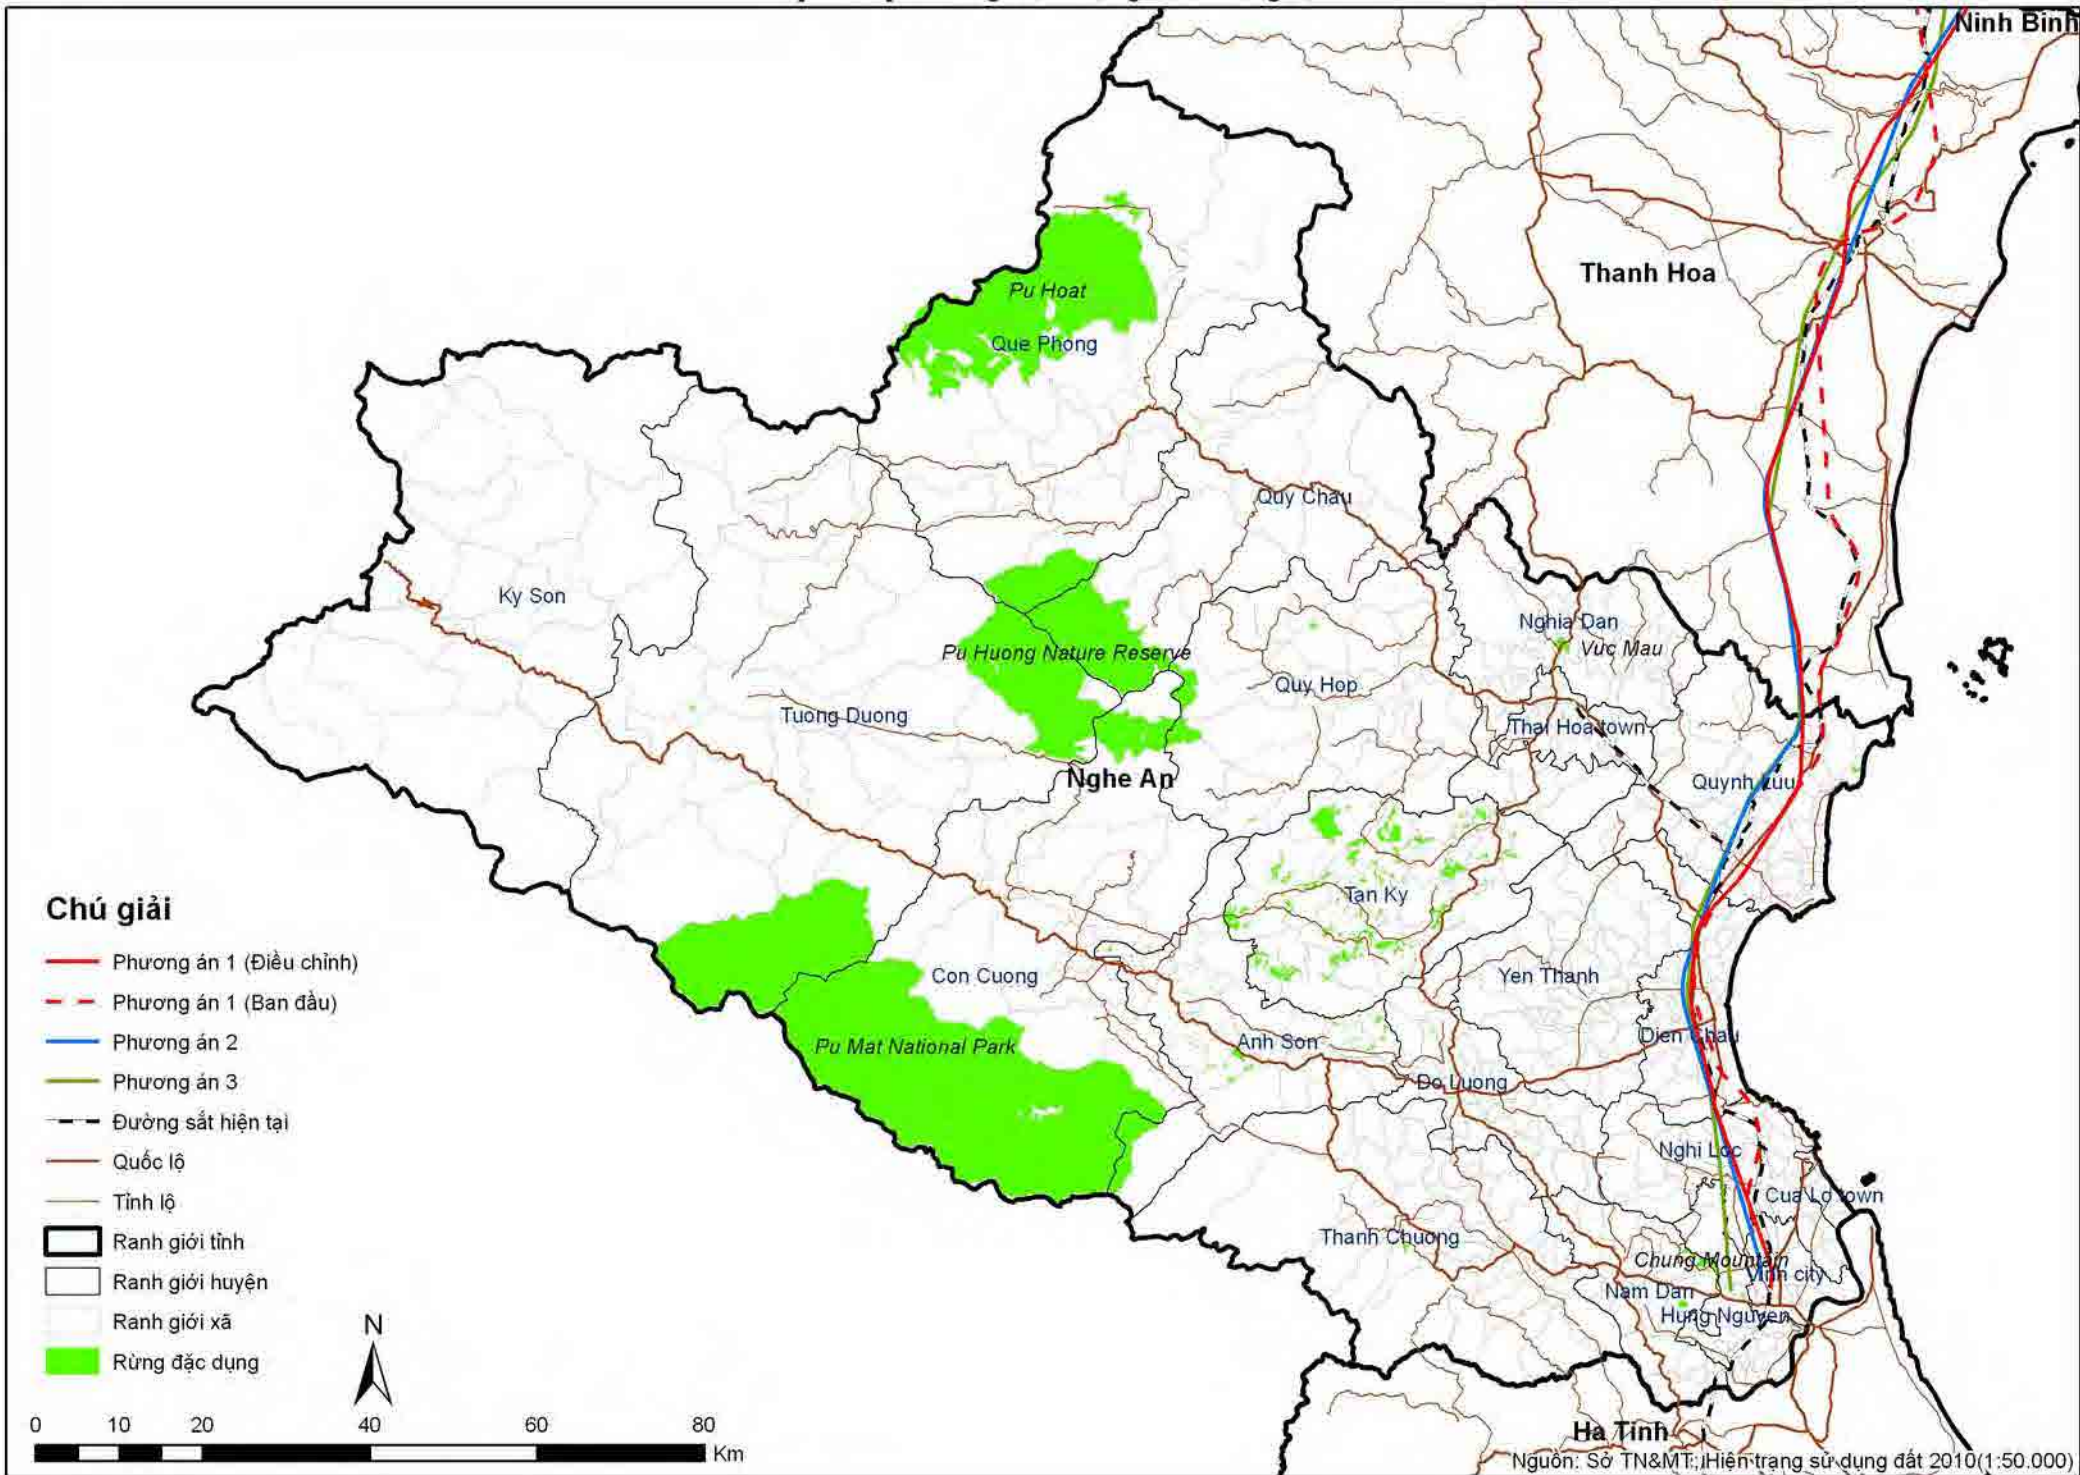 Ninh Binh
Thanh Hoa
Pu Hoat
Que Phong
Quy Chau
Ky Son
Nghia Dan
Vuc Mau
Pu Huong Nature Reserve
Quy Hop
Tuong Duong
Thai Hoa town
Nghe An
Quynh Luu
Tan Ky
Con Cuong
Yen Thanh
Dien Chau
Pu Mat National Park
Anh Son
Do Luong
Nghi Loc
Cua Lo town
Thanh Chuong
Chung Mountain
Vinh city
Nam Dan
Hung Nguyen
Ha Tinh
Chú giải
Phương án 1 (Điều chỉnh)
Phương án 1 (Ban đầu)
Phương án 2
Phương án 3
Đường sắt hiện tại
Quốc lộ
Tỉnh lộ
Ranh giới tỉnh
Ranh giới huyện
Ranh giới xã
Rừng đặc dụng
N
0 10 20 40 60 80
Km
Nguồn: Sở TN&MT; Hiện trạng sử dụng đất 2010(1:50.000)